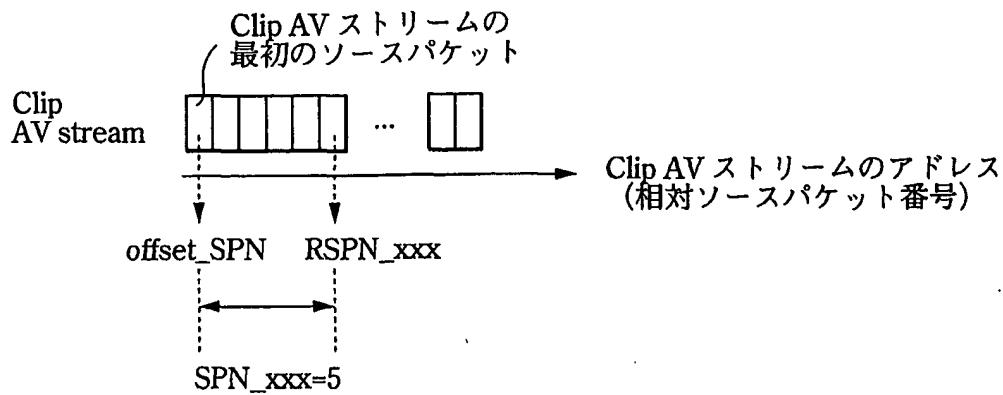 Clip AV ストリームの
最初のソースパケット
Clip
AV stream
...
Clip AV ストリームのアドレス
(相対ソースパケット番号)
offset_SPN RSPN_xxx
SPN_xxx=5